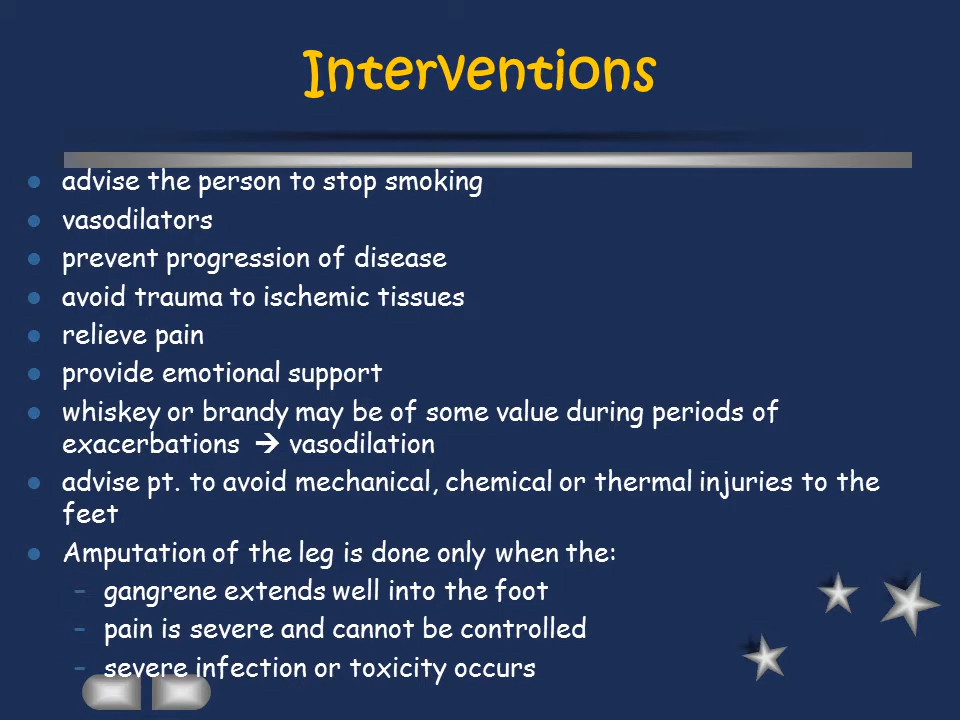 Interventions
● advise the person to stop smoking
● vasodilators
● prevent progression of disease
● avoid trauma to ischemic tissues
● relieve pain
● provide emotional support
● whiskey or brandy may be of some value during periods of
exacerbations → vasodilation
● advise pt. to avoid mechanical, chemical or thermal injuries to the
feet
● Amputation of the leg is done only when the:
– gangrene extends well into the foot
– pain is severe and cannot be controlled
– severe infection or toxicity occurs